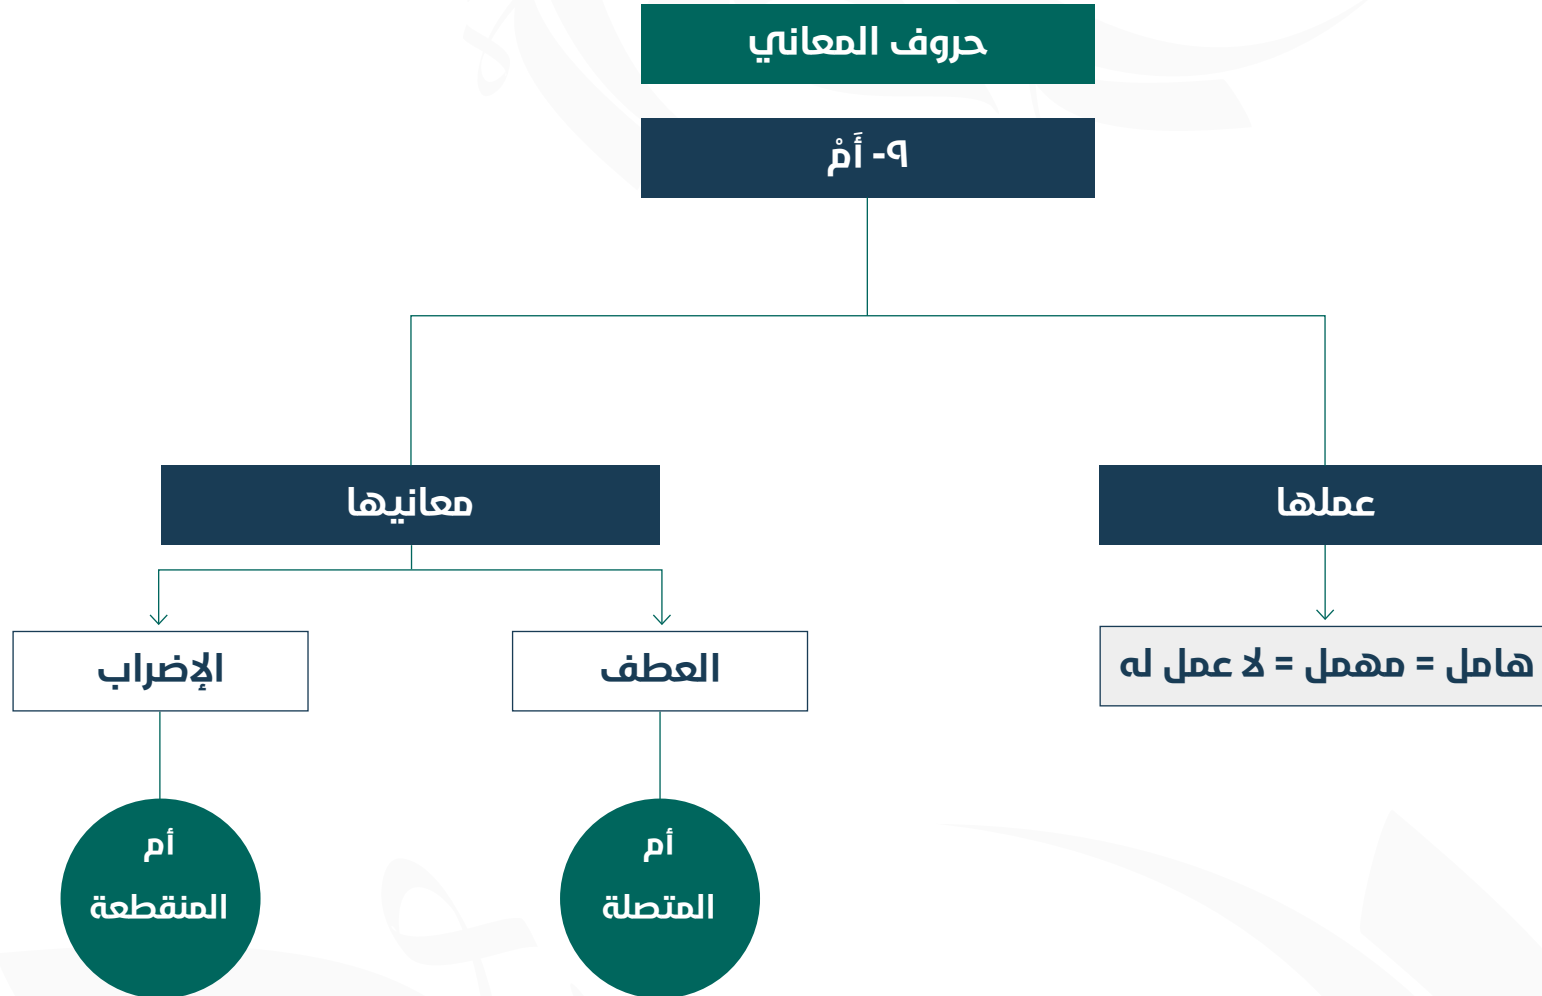 حروف المعاني
٩- أَمْ
عملها
معانيها
هامل = مهمل = لا عمل له
العطف
الإضراب
أم
المتصلة
أم
المنقطعة